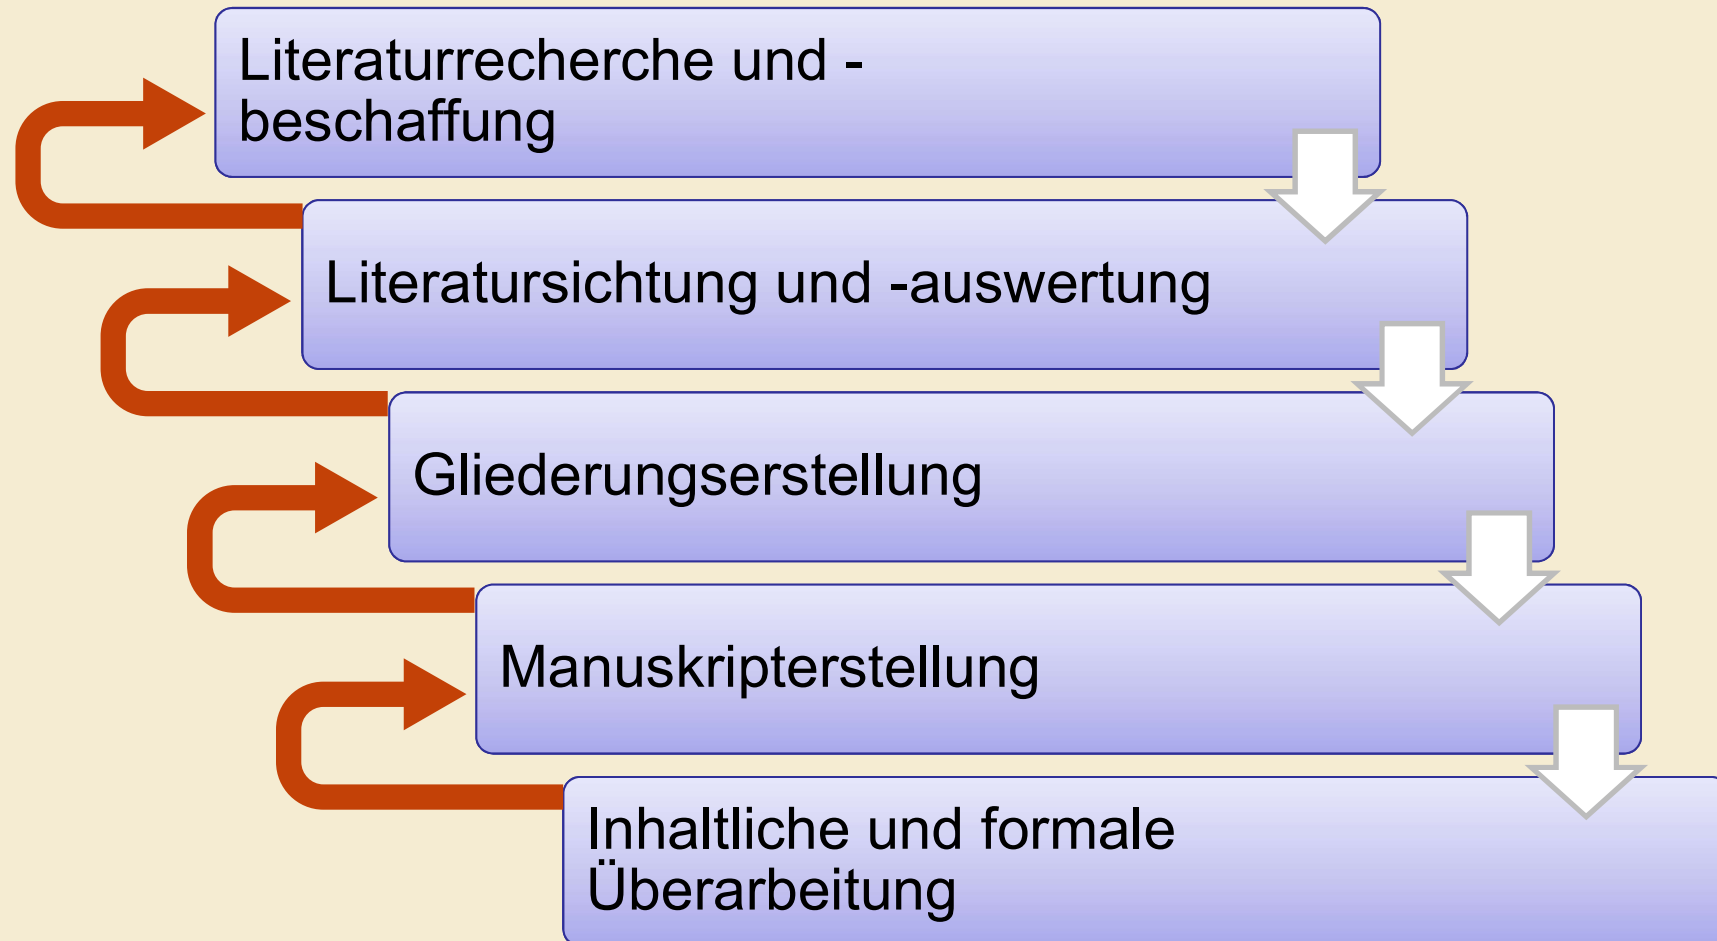 Literaturrecherche und -
beschaffung
Literatursichtung und -auswertung
Gliederungserstellung
Manuskripterstellung
Inhaltliche und formale
Überarbeitung